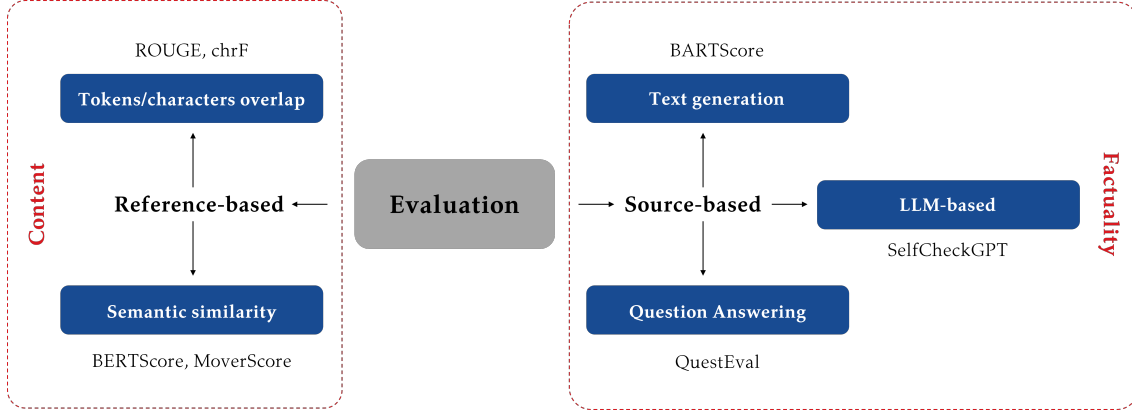 ROUGE, chrF
Tokens/characters overlap
Content
Reference-based
Semantic similarity
BERTScore, MoverScore
Evaluation
BARTScore
Text generation
Source-based
LLM-based
SelfCheckGPT
Factuality
Question Answering
QuestEval